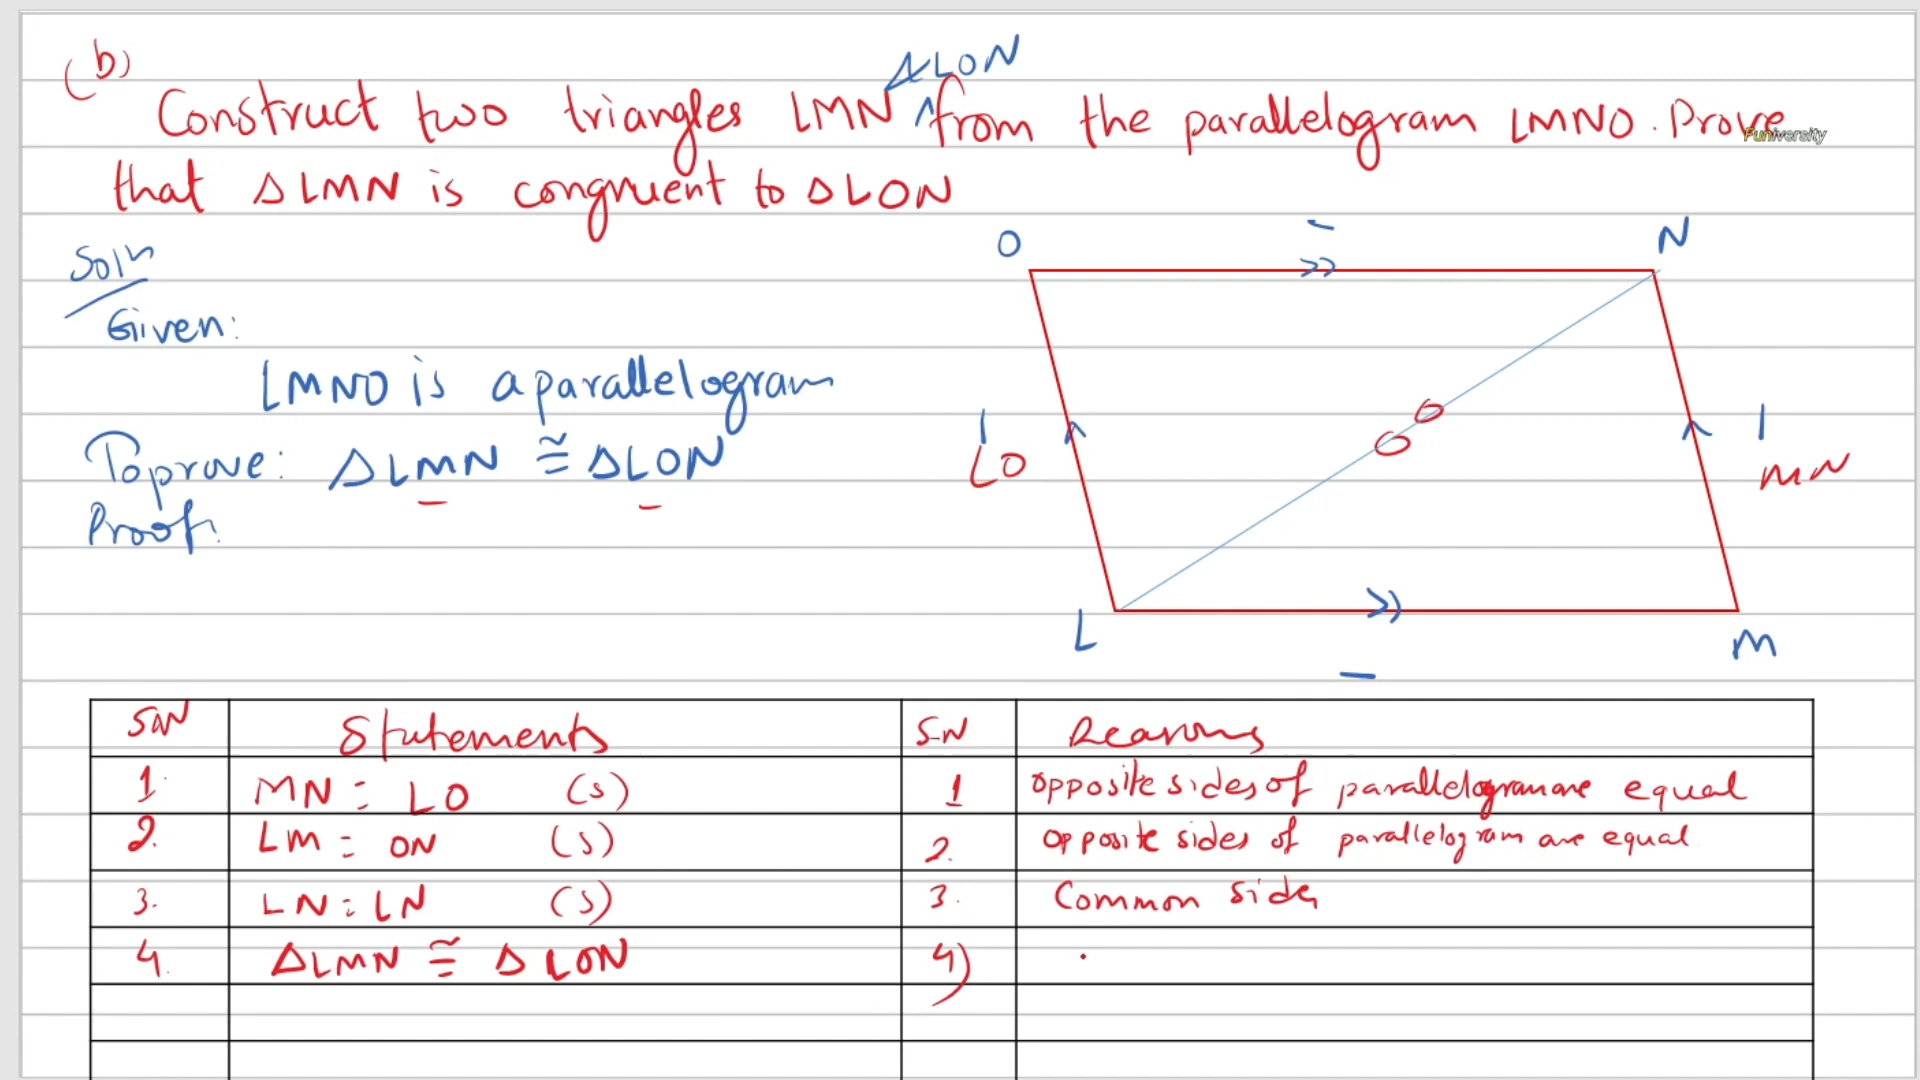 (b)
ΔLON
Construct two triangles LMN ^ from the parallelogram LMNO. Prove
Funiversity
that ΔLMN is congruent to ΔLON
Soln
Given:
LMNO is a parallelogram
To prove: ΔLMN ≅ ΔLON
Proof:
O
N
LO
MN
L
M
SN Statements S.N Reasons
1. MN = LO (S) 1 opposite sides of parallelogram are equal
2. LM = ON (S) 2. opposite sides of parallelogram are equal
3. LN = LN (S) 3. Common side
4. ΔLMN ≅ ΔLON 4)